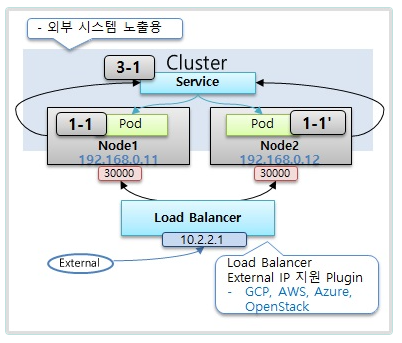 - 외부 시스템 노출용
3-1
Cluster
Service
1-1
Pod
Pod
1-1'
Node1
Node2
192.168.0.11
192.168.0.12
30000
30000
Load Balancer
10.2.2.1
External
Load Balancer
External IP 지원 Plugin
- GCP, AWS, Azure,
OpenStack